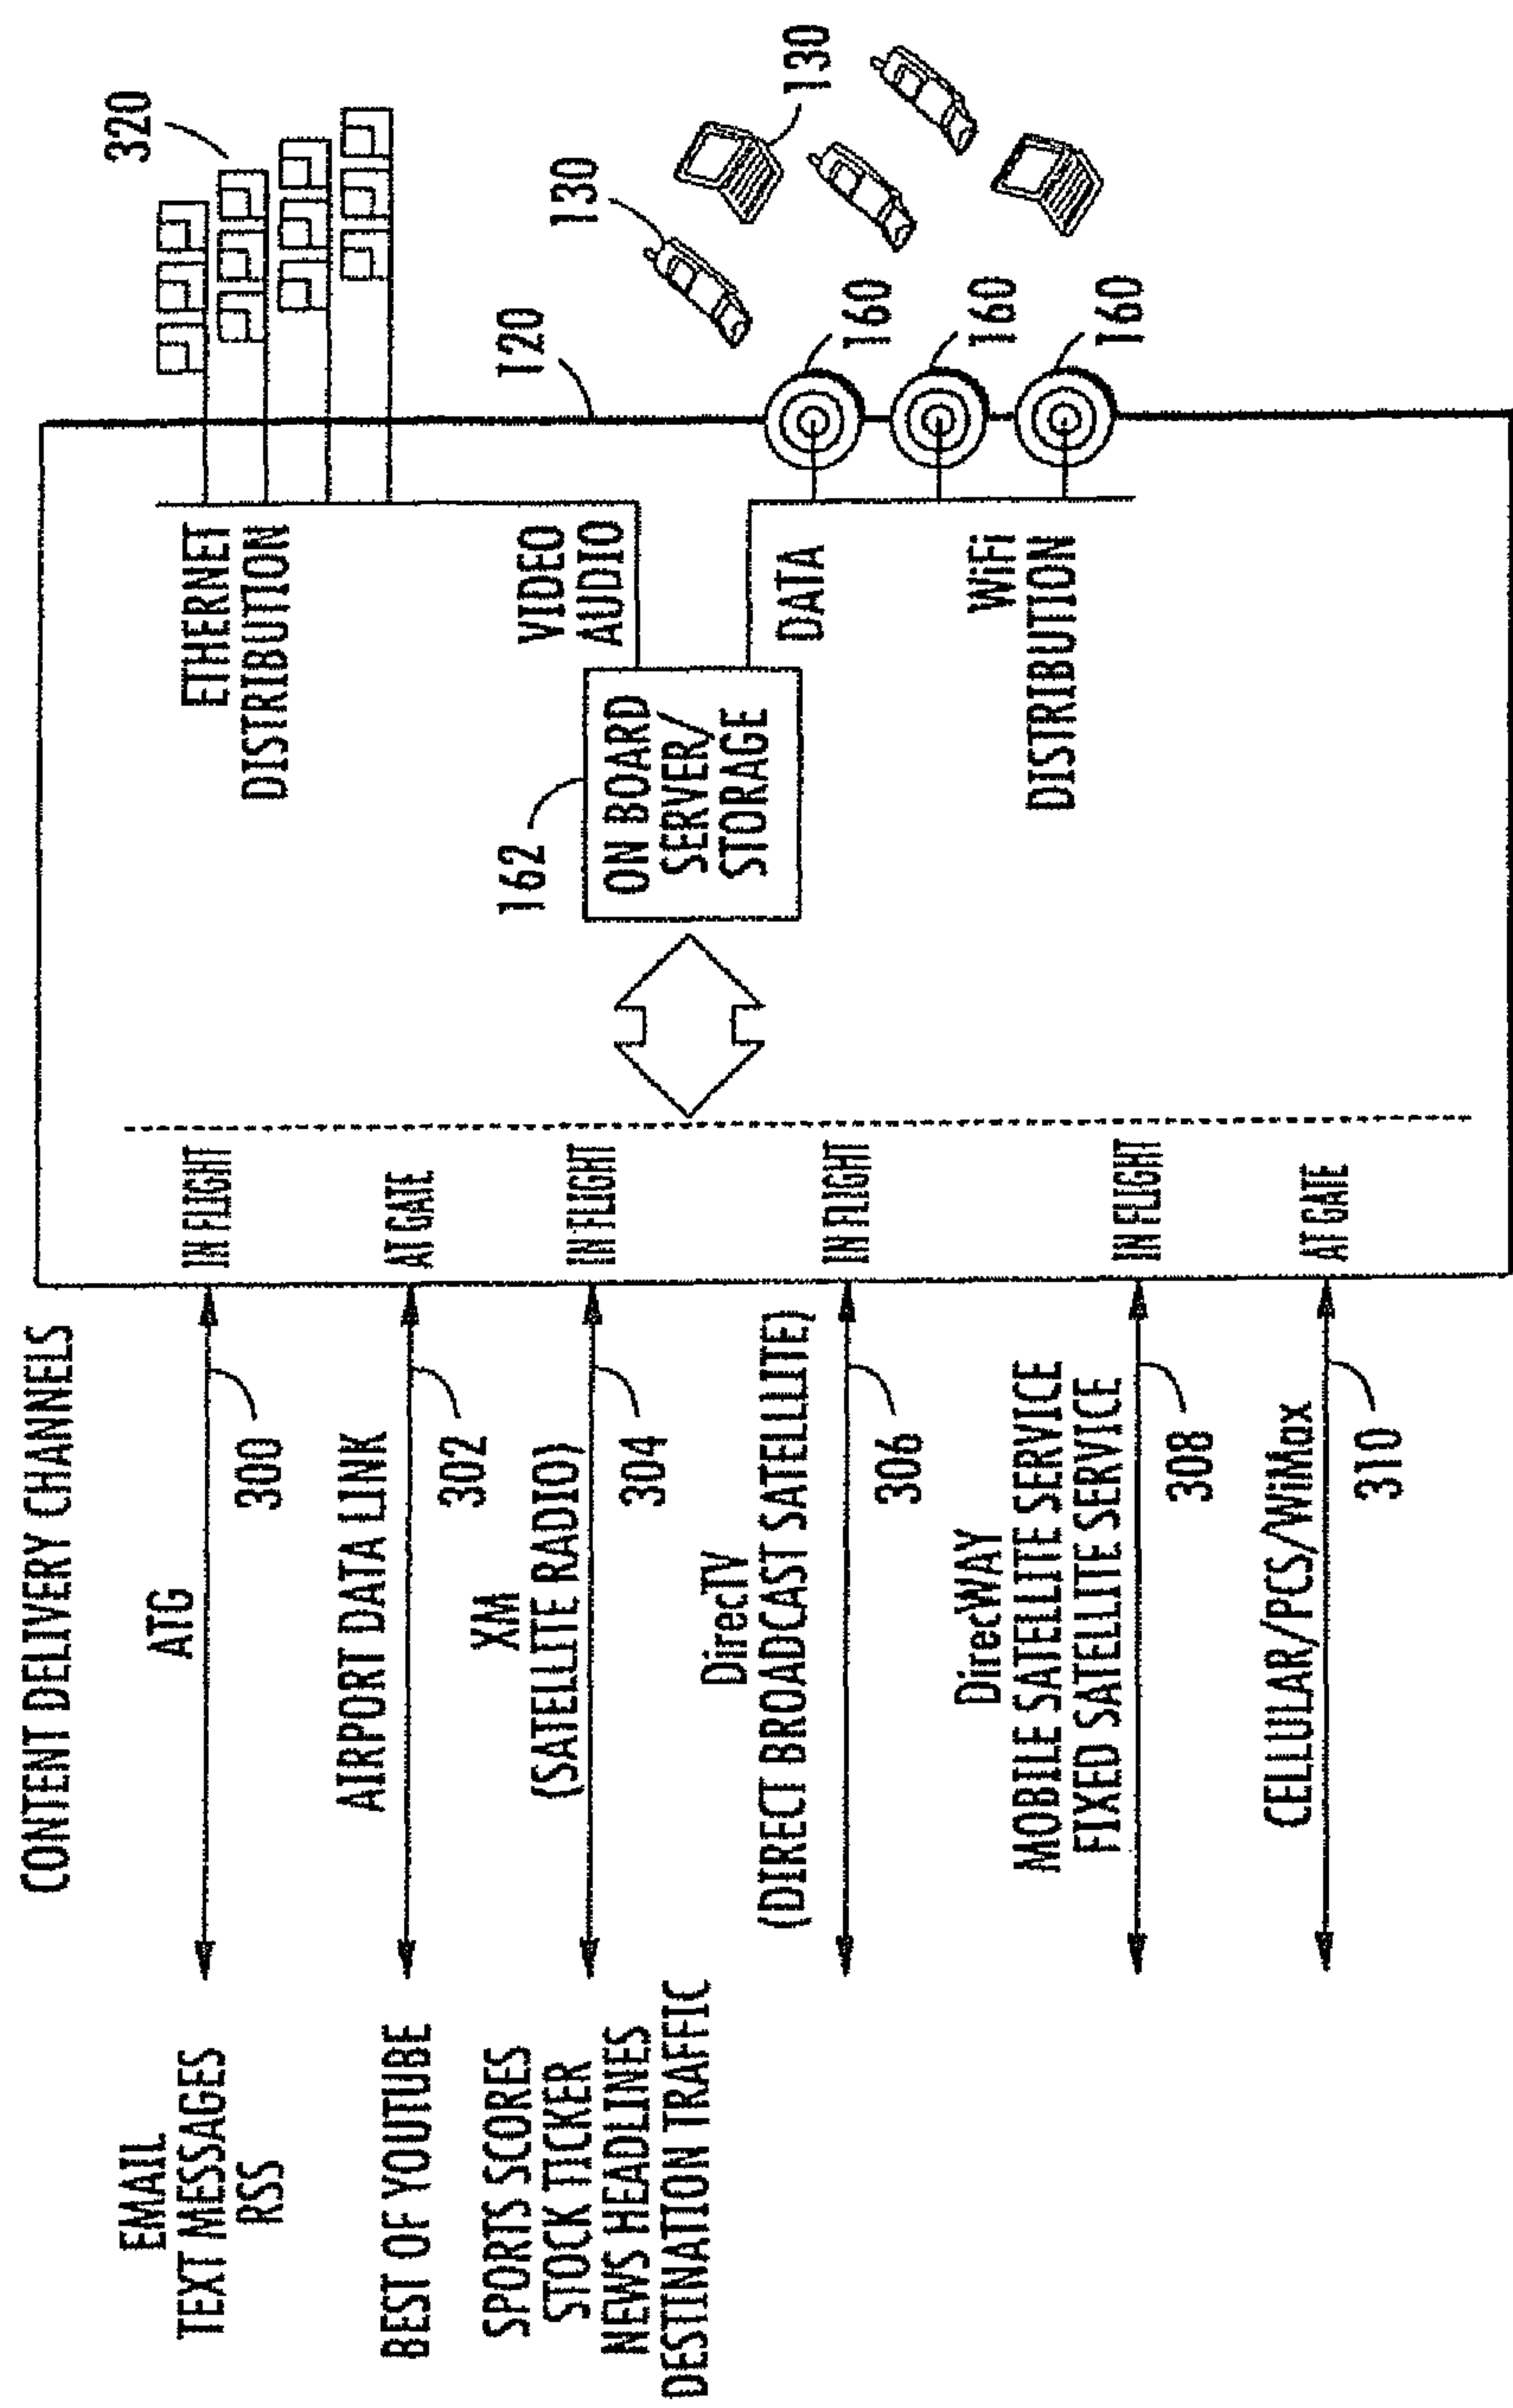 CONTENT DELIVERY CHANNELS
EMAIL
TEXT MESSAGES
RSS
ATG
300
IN FLIGHT
BEST OF YOUTUBE
AIRPORT DATA LINK
302
AT GATE
SPORTS SCORES
STOCK TICKER
NEWS HEADLINES
DESTINATION TRAFFIC
XM
(SATELLITE RADIO)
304
IN FLIGHT
DirecTV
(DIRECT BROADCAST SATELLITE)
306
IN FLIGHT
DirecWAY
MOBILE SATELLITE SERVICE
FIXED SATELLITE SERVICE
308
IN FLIGHT
CELLULAR/PCS/WiMax
310
AT GATE
162
ON BOARD
SERVER/
STORAGE
ETHERNET
DISTRIBUTION
VIDEO
AUDIO
DATA
WiFi
DISTRIBUTION
320
120
130
130
160
160
160